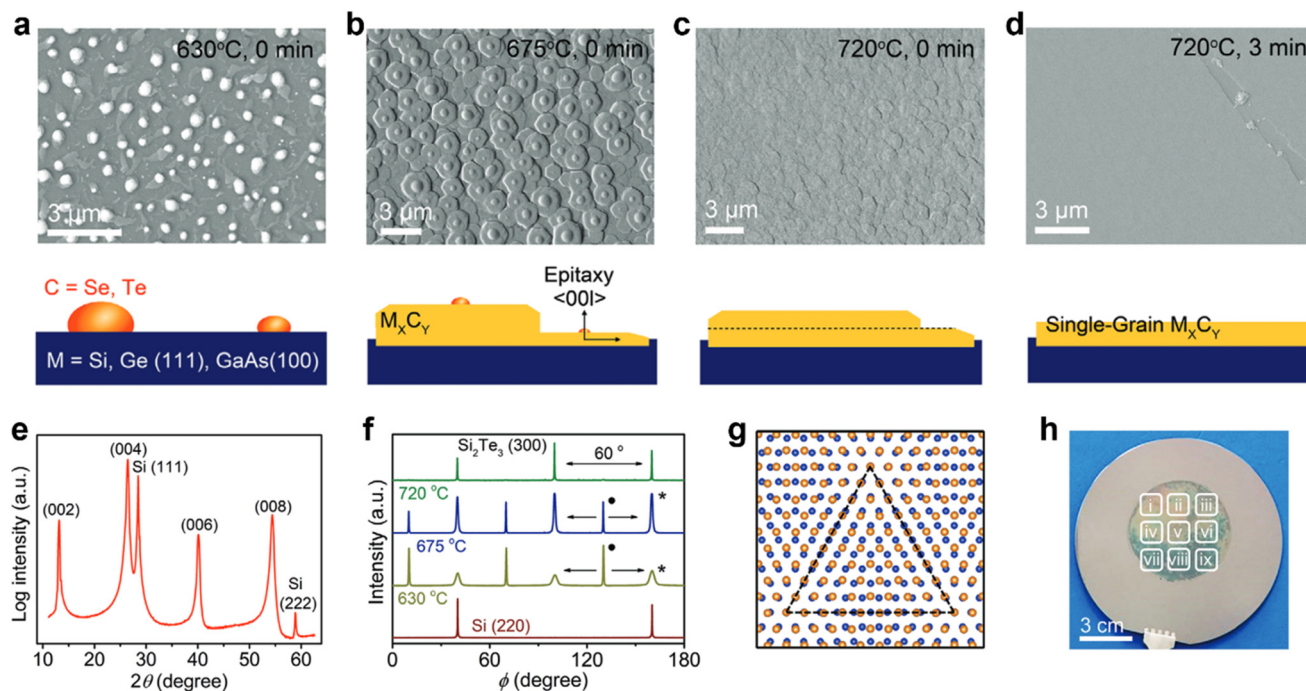 a
630°C, 0 min
3 μm
b
675°C, 0 min
3 μm
c
720°C, 0 min
3 μm
d
720°C, 3 min
3 μm
C = Se, Te
M = Si, Ge (111), GaAs(100)
Epitaxy
<00l>
MXCY
Single-Grain MXCY
e
Log intensity (a.u.)
(002)
(004)
Si (111)
(006)
(008)
Si
(222)
10 20 30 40 50 60
2θ (degree)
f
Intensity (a.u.)
Si2Te3 (300)
60 °
720 °C
675 °C
● *
630 °C
● *
Si (220)
0 60 120 180
ϕ (degree)
g
h
i ii iii
iv v vi
vii viii ix
3 cm